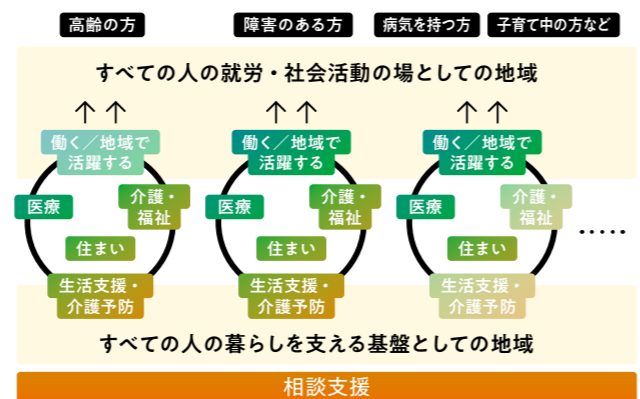 高齢の方
障害のある方
病気を持つ方
子育て中の方など
すべての人の就労・社会活動の場としての地域
↑↑
↑↑
↑↑
働く／地域で
活躍する
医療
介護・
福祉
住まい
生活支援・
介護予防
働く／地域で
活躍する
医療
介護・
福祉
住まい
生活支援・
介護予防
働く／地域で
活躍する
医療
介護・
福祉
住まい
生活支援・
介護予防
・・・・・
すべての人の暮らしを支える基盤としての地域
相談支援